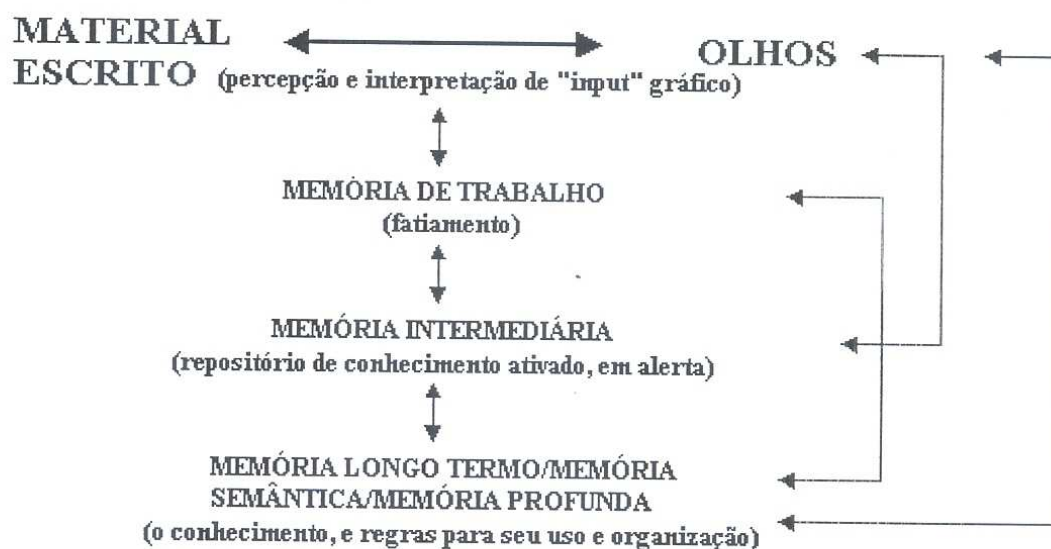 MATERIAL
ESCRITO (percepção e interpretação de "input" gráfico)
OLHOS
MEMÓRIA DE TRABALHO
(fatiamento)
MEMÓRIA INTERMEDIÁRIA
(repositório de conhecimento ativado, em alerta)
MEMÓRIA LONGO TERMO/MEMÓRIA
SEMÂNTICA/MEMÓRIA PROFUNDA
(o conhecimento, e regras para seu uso e organização)